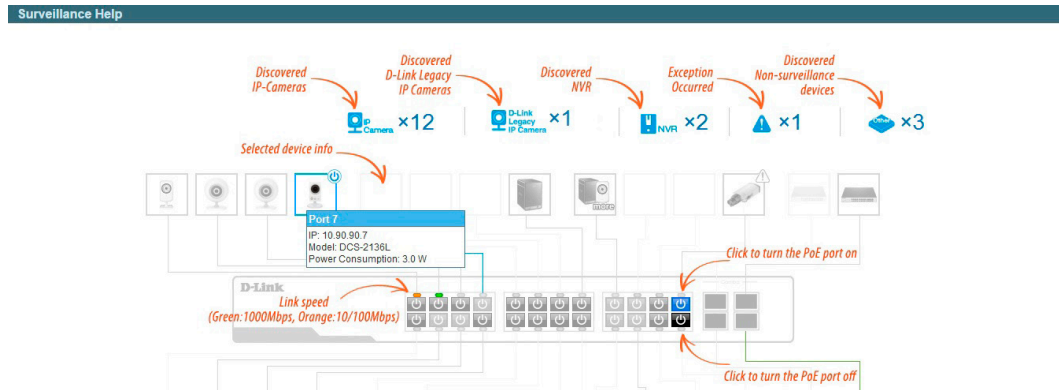 Surveillance Help
Discovered
IP-Cameras
Discovered
D-Link Legacy
IP Cameras
Discovered
NVR
Exception
Occurred
Discovered
Non-surveillance
devices
IP
Camera
×12
D-Link
Legacy
IP Camera
×1
NVR
×2
×1
Other
×3
Selected device info
more
Port 7
IP: 10.90.90.7
Model: DCS-2136L
Power Consumption: 3.0 W
Click to turn the PoE port on
D-Link
Link speed
(Green:1000Mbps, Orange:10/100Mbps)
Click to turn the PoE port off